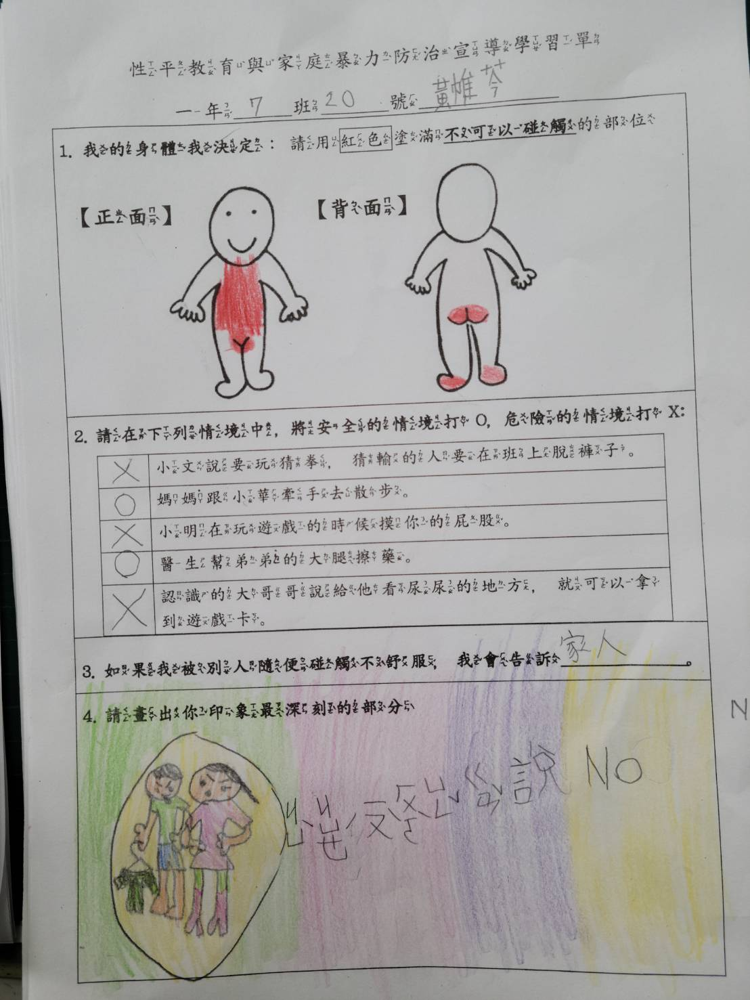 性平教育與家庭暴力防治宣導學習單
一年 7 班 20 號 黃帷芩
1. 我的身體我決定： 請用紅色塗滿不可以碰觸的部位
【正面】 【背面】
2. 請在下列情境中，將安全的情境打 O，危險的情境打 X：
X 小文說要玩猜拳， 猜輸的人要在班上脫褲子。
O 媽媽跟小華牽手去散步。
X 小明在玩遊戲的時候摸你的屁股。
O 醫生幫弟弟的大腿擦藥。
X 認識的大哥哥說給他看尿尿的地方， 就可以拿
到遊戲卡。
3. 如果我被別人隨便碰觸不舒服， 我會告訴家人。
4. 請畫出你印象最深刻的部分
說 NO
N